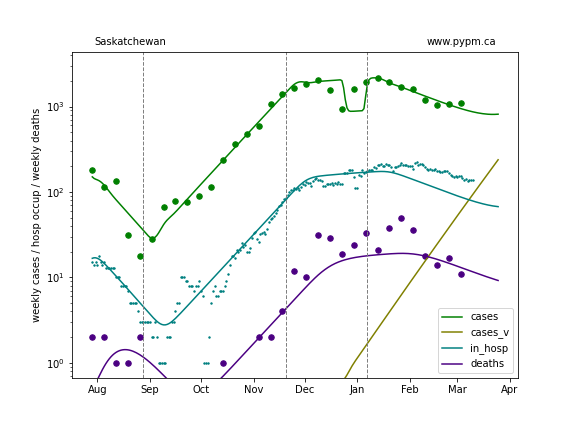 Saskatchewan
www.pypm.ca
weekly cases / hosp occup / weekly deaths
10³
10²
10¹
10⁰
Aug Sep Oct Nov Dec Jan Feb Mar Apr
cases
cases_v
in_hosp
deaths